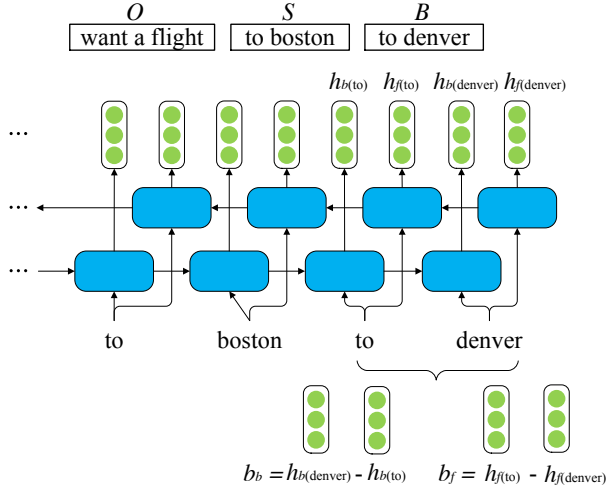 O S B
want a flight to boston to denver
h_b(to) h_f(to) h_b(denver) h_f(denver)
...
...
...
to boston to denver
b_b = h_b(denver) - h_b(to) b_f = h_f(to) - h_f(denver)